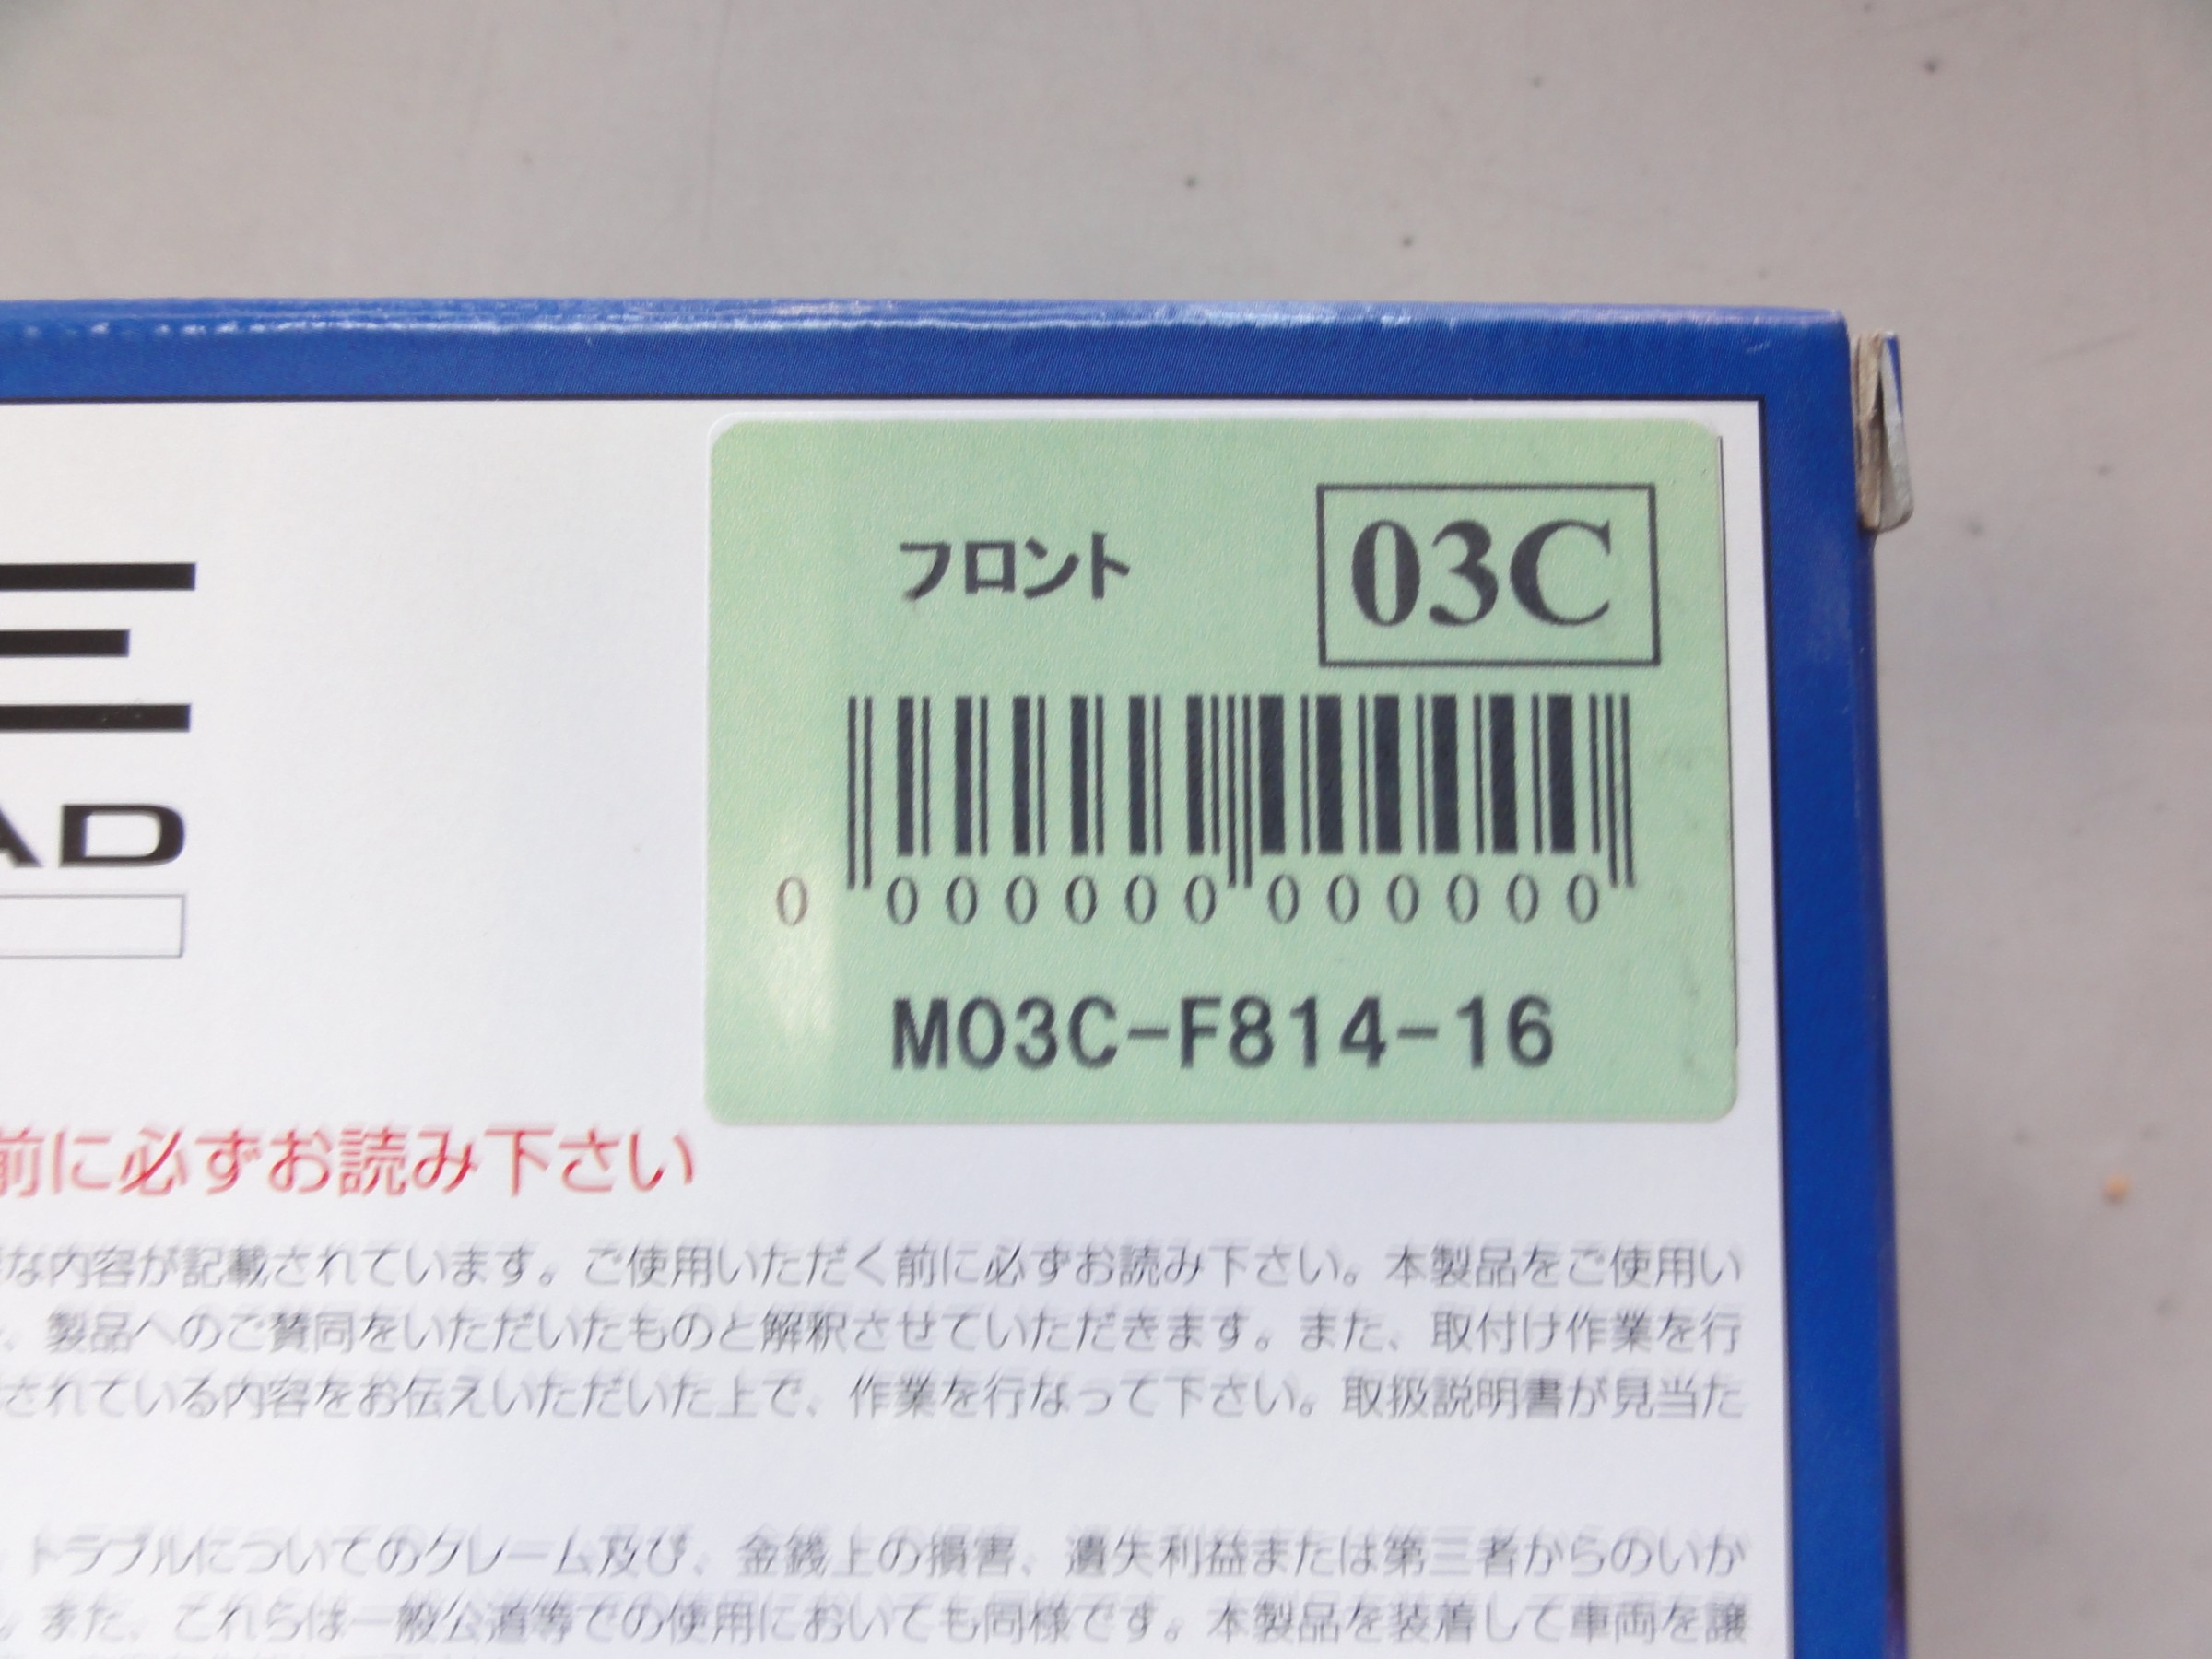 フロント
03C
0 000000 000000
M03C-F814-16
AD
前に必ずお読み下さい
な内容が記載されています。ご使用いただく前に必ずお読み下さい。本製品をご使用い
、製品へのご賛同をいただいたものと解釈させていただきます。また、取付け作業を行
されている内容をお伝えいただいた上で、作業を行なって下さい。取扱説明書が見当た
トラブルについてのクレーム及び、金銭上の損害、遺失利益または第三者からのいか
。また、これらは一般公道等での使用においても同様です。本製品を装着して車両を譲